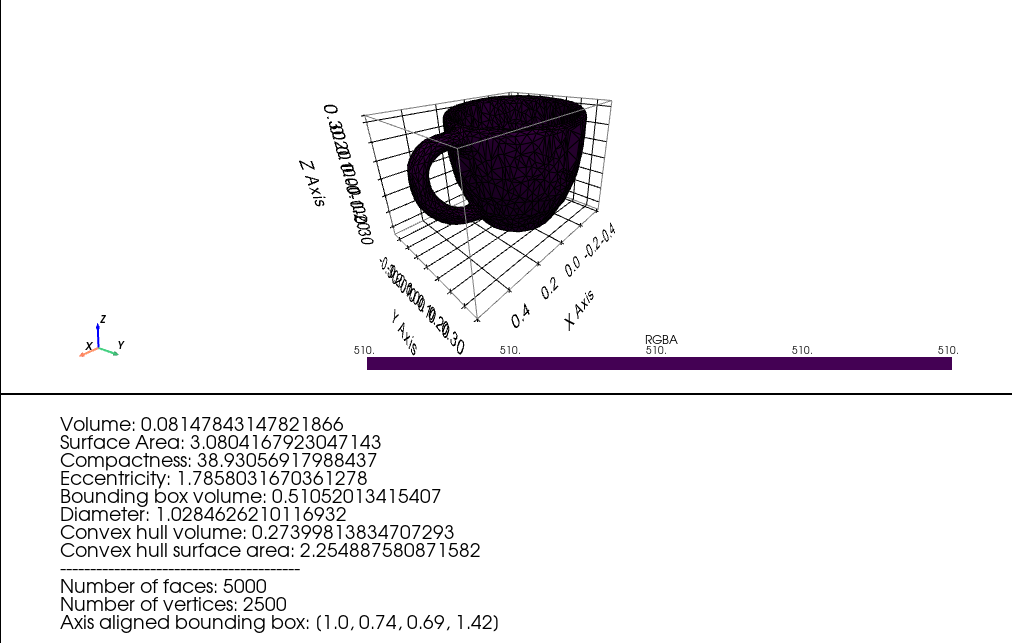 Z Axis
0.4
0.2
0.0
-0.2
-0.4
X Axis
Y Axis
Z
X
Y
RGBA
510. 510. 510. 510. 510.
Volume: 0.08147843147821866
Surface Area: 3.0804167923047143
Compactness: 38.93056917988437
Eccentricity: 1.7858031670361278
Bounding box volume: 0.51052013415407
Diameter: 1.0284626210116932
Convex hull volume: 0.27399813834707293
Convex hull surface area: 2.254887580871582
----------------------------------------
Number of faces: 5000
Number of vertices: 2500
Axis aligned bounding box: (1.0, 0.74, 0.69, 1.42)